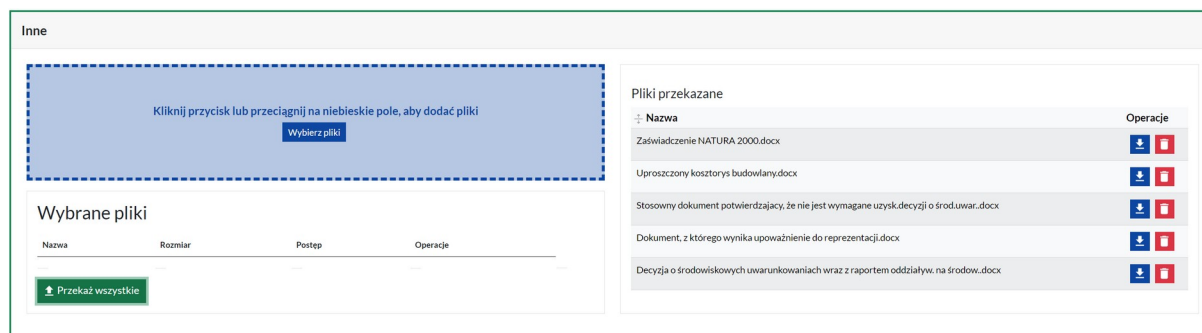 Inne
Kliknij przycisk lub przeciągnij na niebieskie pole, aby dodać pliki
Wybierz pliki
Wybrane pliki
Nazwa Rozmiar Postęp Operacje
Przekaż wszystkie
Pliki przekazane
Nazwa Operacje
Zaświadczenie NATURA 2000.docx
Uproszczony kosztorys budowlany.docx
Stosowny dokument potwierdzajacy, że nie jest wymagane uzysk.decyzji o środ.uwar..docx
Dokument, z którego wynika upoważnienie do reprezentacji.docx
Decyzja o środowiskowych uwarunkowaniach wraz z raportem oddziaływ. na środow..docx